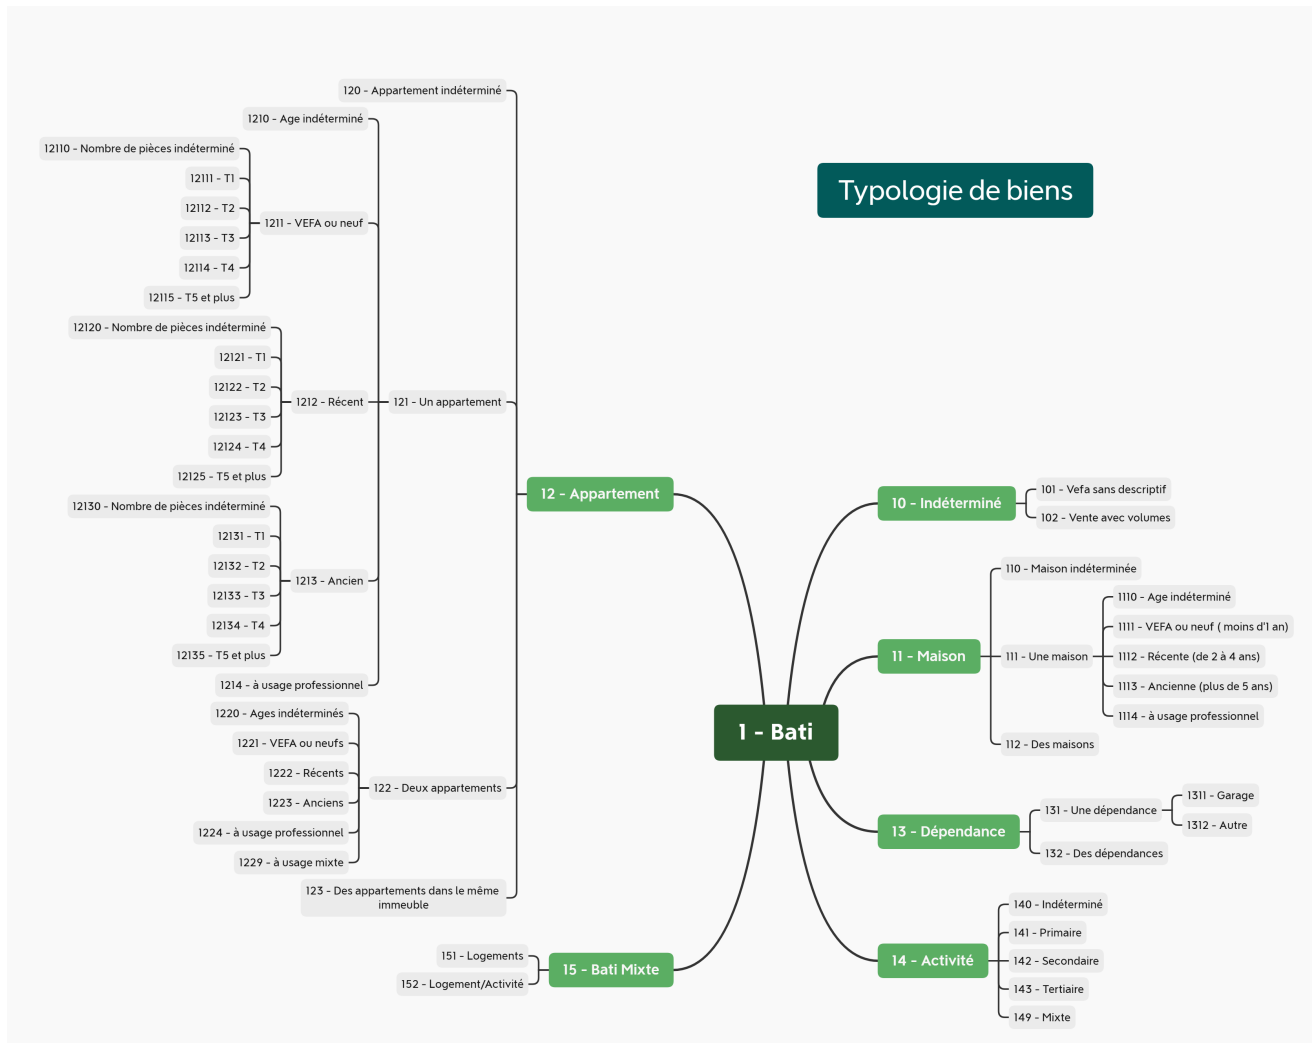 Typologie de biens
1 - Bati
10 - Indéterminé
101 - Vefa sans descriptif
102 - Vente avec volumes
11 - Maison
110 - Maison indéterminée
111 - Une maison
1110 - Age indéterminé
1111 - VEFA ou neuf ( moins d'1 an)
1112 - Récente (de 2 à 4 ans)
1113 - Ancienne (plus de 5 ans)
1114 - à usage professionnel
112 - Des maisons
12 - Appartement
120 - Appartement indéterminé
121 - Un appartement
1210 - Age indéterminé
1211 - VEFA ou neuf
12110 - Nombre de pièces indéterminé
12111 - T1
12112 - T2
12113 - T3
12114 - T4
12115 - T5 et plus
1212 - Récent
12120 - Nombre de pièces indéterminé
12121 - T1
12122 - T2
12123 - T3
12124 - T4
12125 - T5 et plus
1213 - Ancien
12130 - Nombre de pièces indéterminé
12131 - T1
12132 - T2
12133 - T3
12134 - T4
12135 - T5 et plus
1214 - à usage professionnel
122 - Deux appartements
1220 - Ages indéterminés
1221 - VEFA ou neufs
1222 - Récents
1223 - Anciens
1224 - à usage professionnel
1229 - à usage mixte
123 - Des appartements dans le même
immeuble
13 - Dépendance
131 - Une dépendance
1311 - Garage
1312 - Autre
132 - Des dépendances
14 - Activité
140 - Indéterminé
141 - Primaire
142 - Secondaire
143 - Tertiaire
149 - Mixte
15 - Bati Mixte
151 - Logements
152 - Logement/Activité